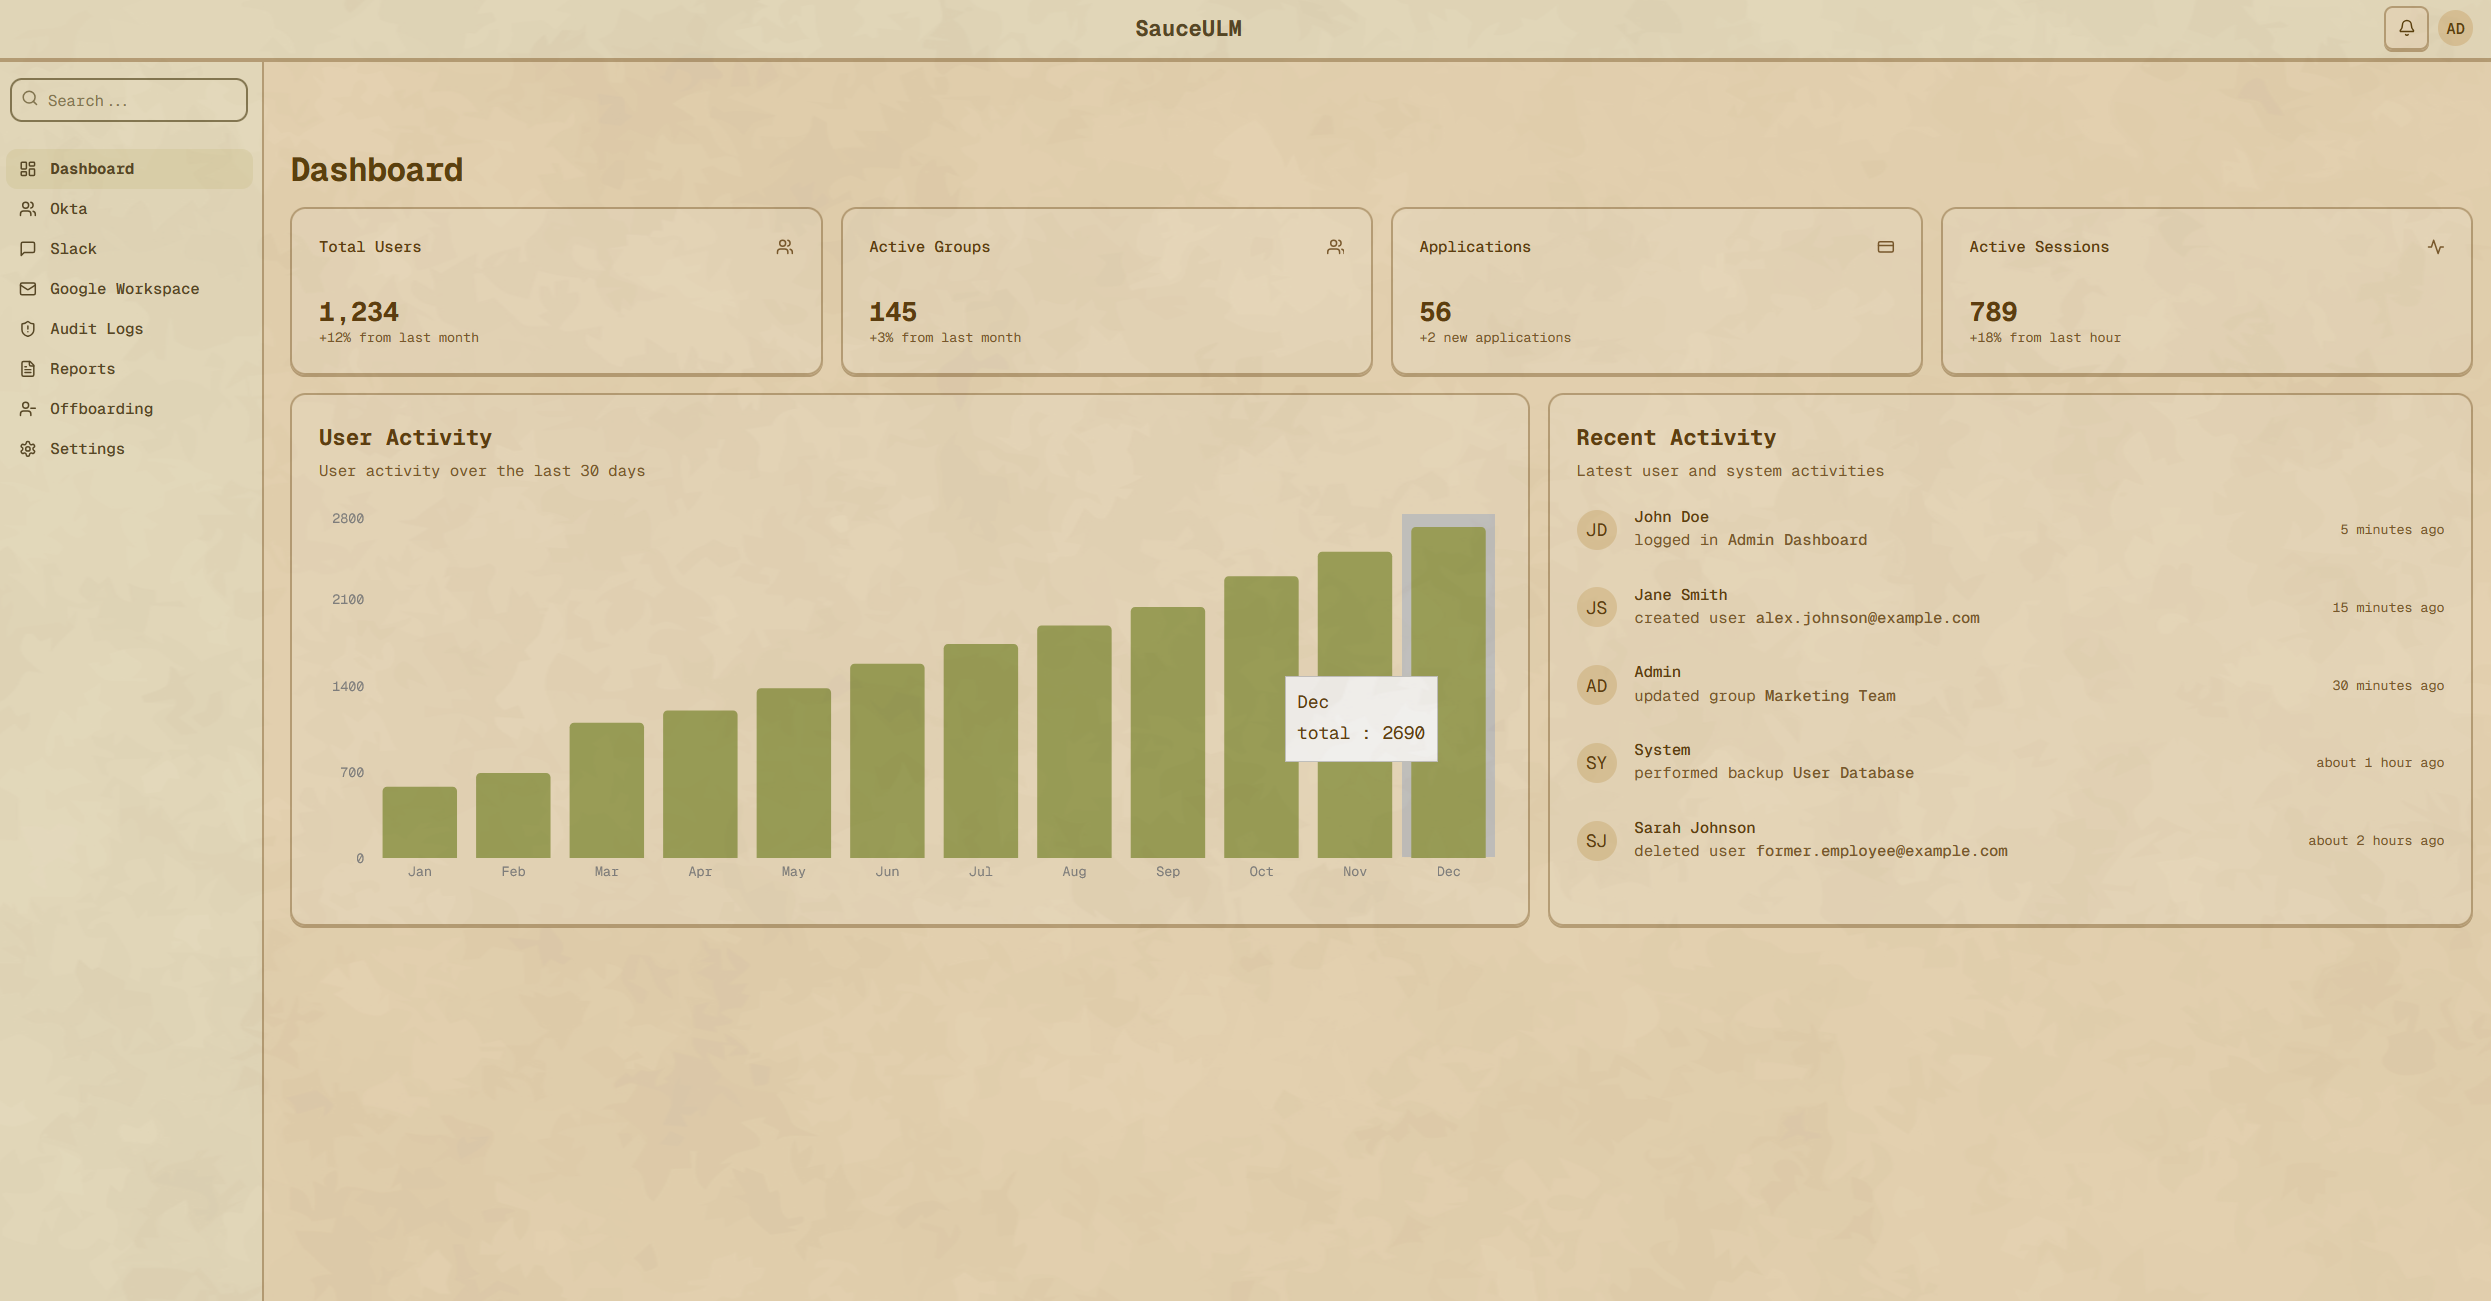 SauceULM
AD
Search...
Dashboard
Okta
Slack
Google Workspace
Audit Logs
Reports
Offboarding
Settings
Dashboard
Total Users
1,234
+12% from last month
Active Groups
145
+3% from last month
Applications
56
+2 new applications
Active Sessions
789
+18% from last hour
User Activity
User activity over the last 30 days
2800
2100
1400
700
0
Jan
Feb
Mar
Apr
May
Jun
Jul
Aug
Sep
Oct
Nov
Dec
Dec
total : 2690
Recent Activity
Latest user and system activities
JD
John Doe
logged in Admin Dashboard
5 minutes ago
JS
Jane Smith
created user alex.johnson@example.com
15 minutes ago
AD
Admin
updated group Marketing Team
30 minutes ago
SY
System
performed backup User Database
about 1 hour ago
SJ
Sarah Johnson
deleted user former.employee@example.com
about 2 hours ago